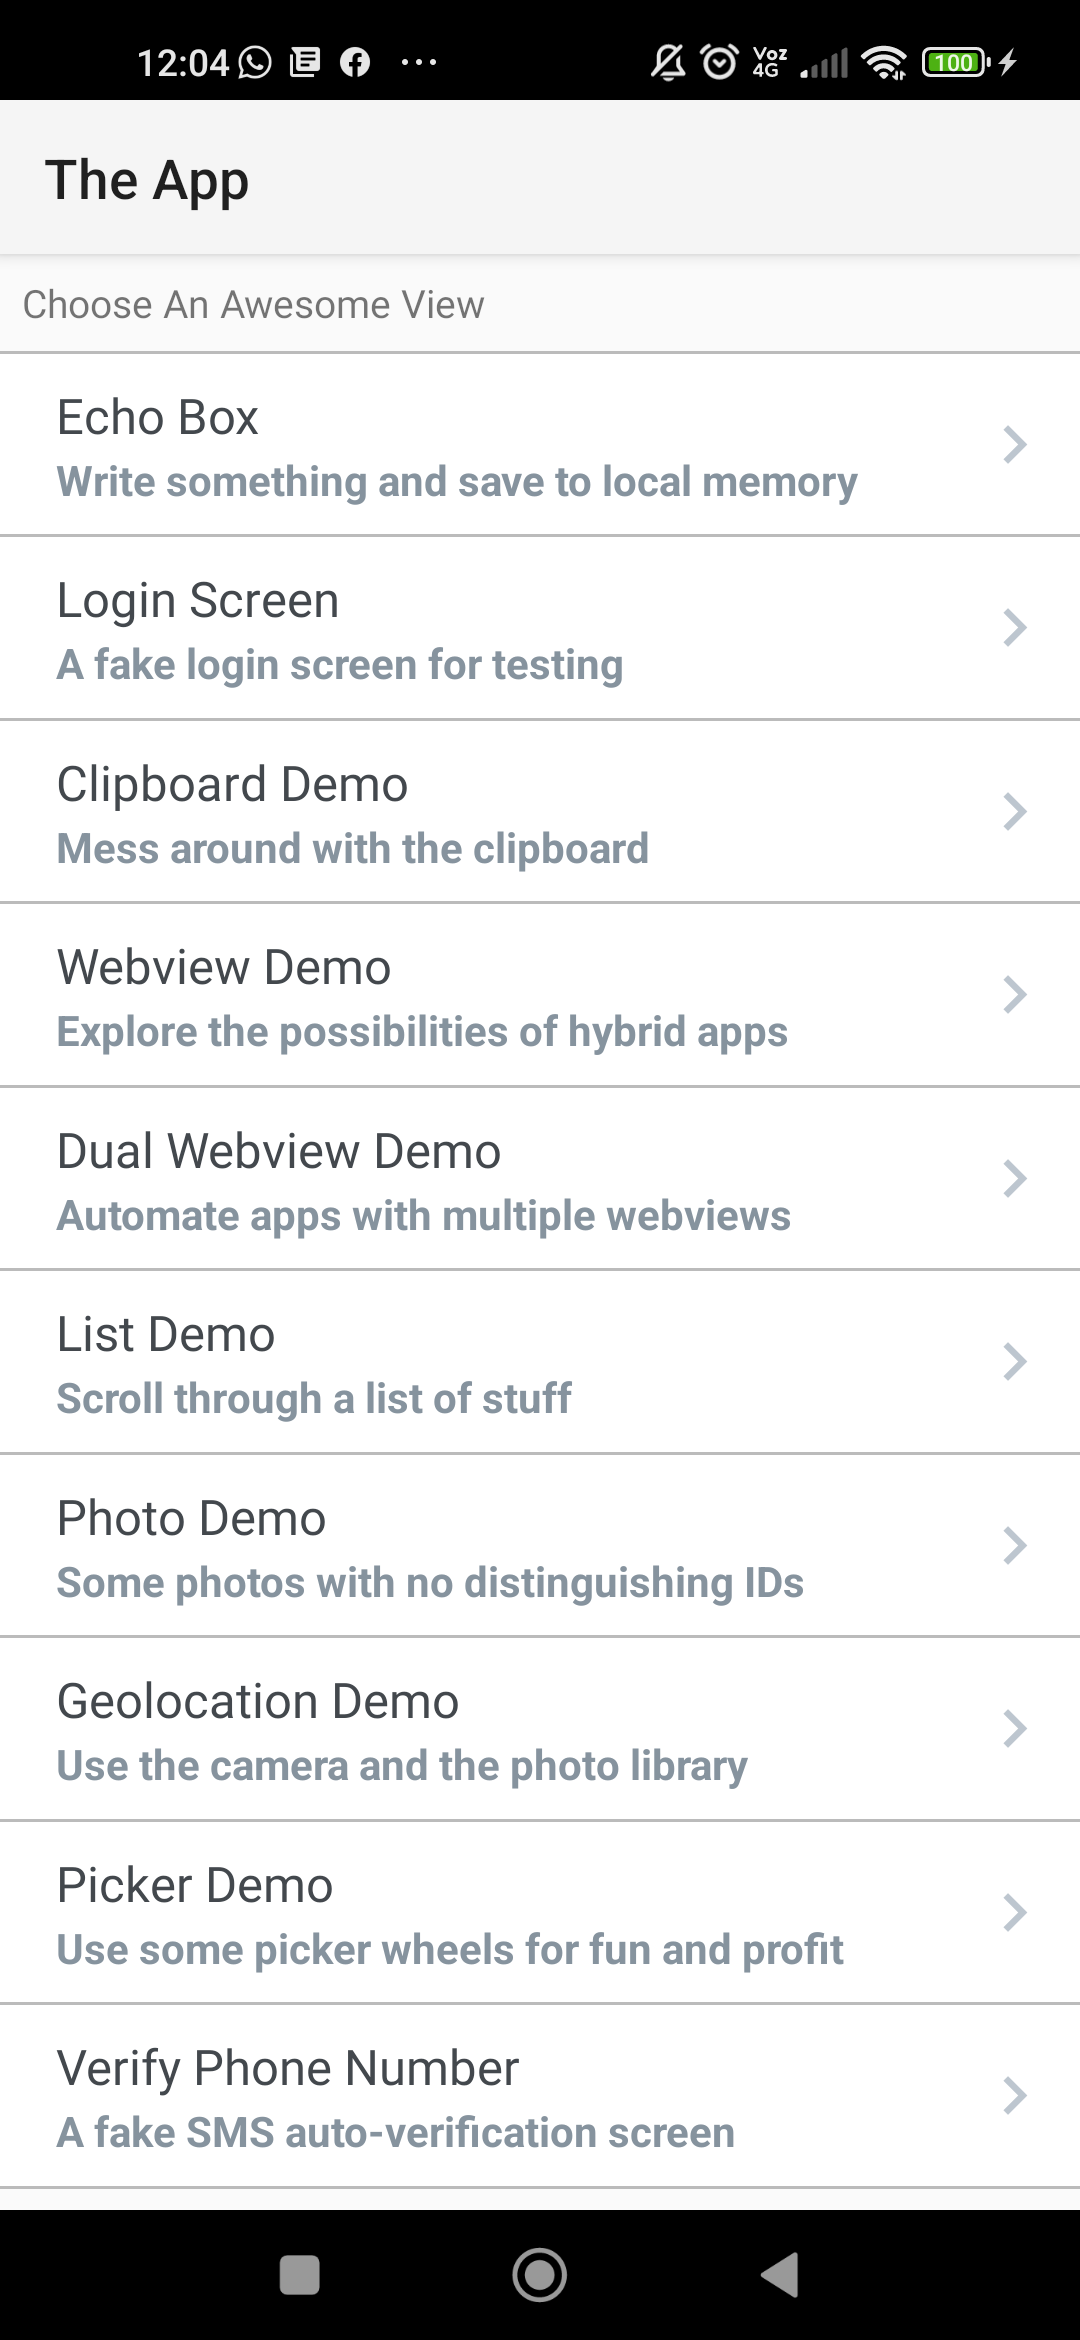 12:04
Voz
4G
100
The App
Choose An Awesome View
Echo Box
Write something and save to local memory
Login Screen
A fake login screen for testing
Clipboard Demo
Mess around with the clipboard
Webview Demo
Explore the possibilities of hybrid apps
Dual Webview Demo
Automate apps with multiple webviews
List Demo
Scroll through a list of stuff
Photo Demo
Some photos with no distinguishing IDs
Geolocation Demo
Use the camera and the photo library
Picker Demo
Use some picker wheels for fun and profit
Verify Phone Number
A fake SMS auto-verification screen